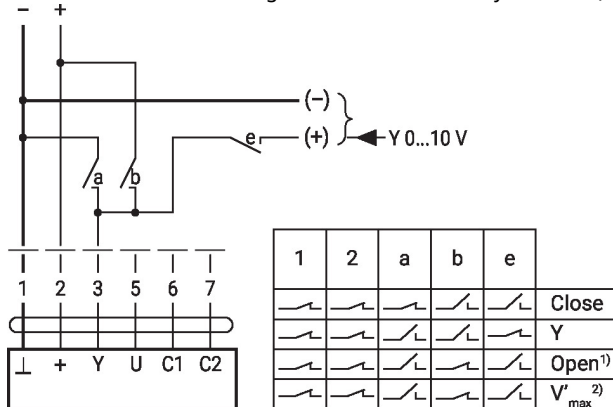 − +
(−)
e (+) Y 0...10 V
a b
1 2 3 5 6 7
⊥ + Y U C1 C2
1 2 a b e
Close
Y
Open1)
V'max 2)